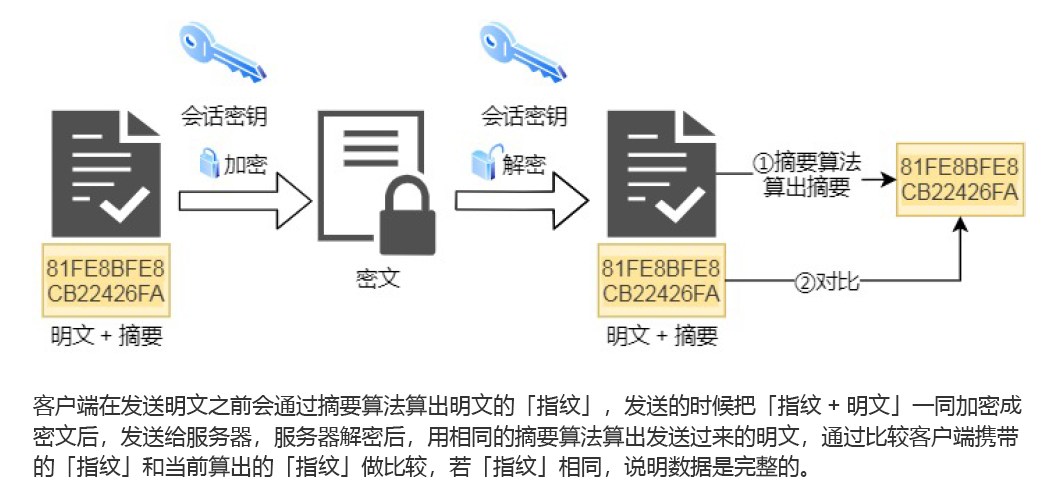 会话密钥
会话密钥
加密
解密
①摘要算法
算出摘要
81FE8BFE8
CB22426FA
81FE8BFE8
CB22426FA
明文 + 摘要
密文
81FE8BFE8
CB22426FA
明文 + 摘要
②对比
客户端在发送明文之前会通过摘要算法算出明文的「指纹」，发送的时候把「指纹 + 明文」一同加密成
密文后，发送给服务器，服务器解密后，用相同的摘要算法算出发送过来的明文，通过比较客户端携带
的「指纹」和当前算出的「指纹」做比较，若「指纹」相同，说明数据是完整的。